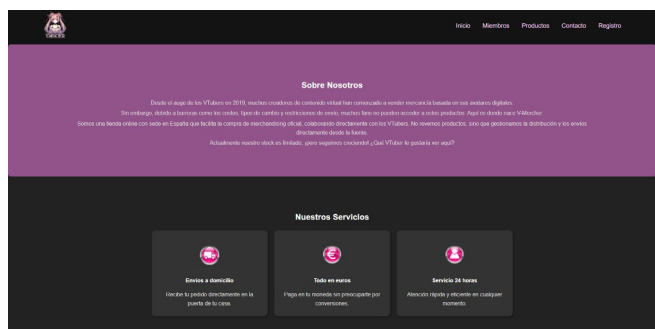 Inicio Miembros Productos Contacto Registro
Sobre Nosotros
Desde el auge de los VTubers en 2019, muchos creadores de contenido virtual han comenzado a vender mercancía basada en sus avatares digitales.
Sin embargo, debido a barreras como los costos, tipos de cambio y restricciones de envío, muchos fans no pueden acceder a estos productos. Aquí es donde nace V-Mercher.
Somos una tienda online con sede en España que facilita la compra de merchandising oficial, colaborando directamente con los VTubers. No revemos productos, sino que gestionamos la distribución y los envíos
directamente desde la fuente.
Actualmente nuestro stock es limitado, ¡pero seguimos creciendo! ¿Qué VTuber te gustaría ver aquí?
Nuestros Servicios
Envíos a domicilio
Recibe tu pedido directamente en la
puerta de tu casa.
Todo en euros
Paga en tu moneda sin preocuparte por
conversiones.
Servicio 24 horas
Atención rápida y eficiente en cualquier
momento.